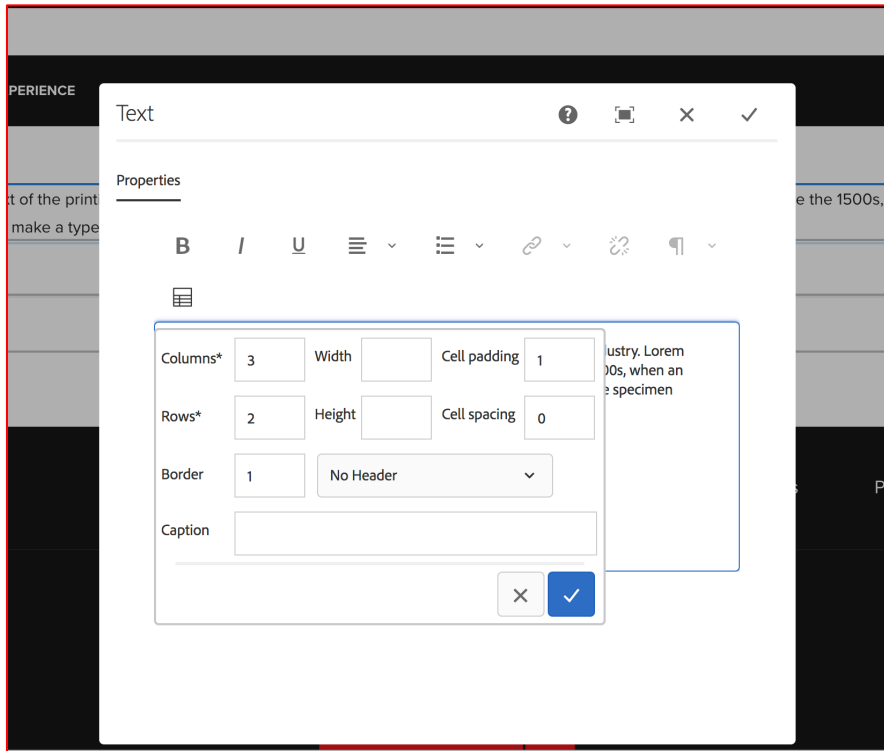 PERIENCE
Text
Properties
of the print
e the 1500s,
make a type
B I U
Columns* 3 Width Cell padding 1
ustry. Lorem
00s, when an
specimen
Rows* 2 Height Cell spacing 0
Border 1 No Header
P
Caption